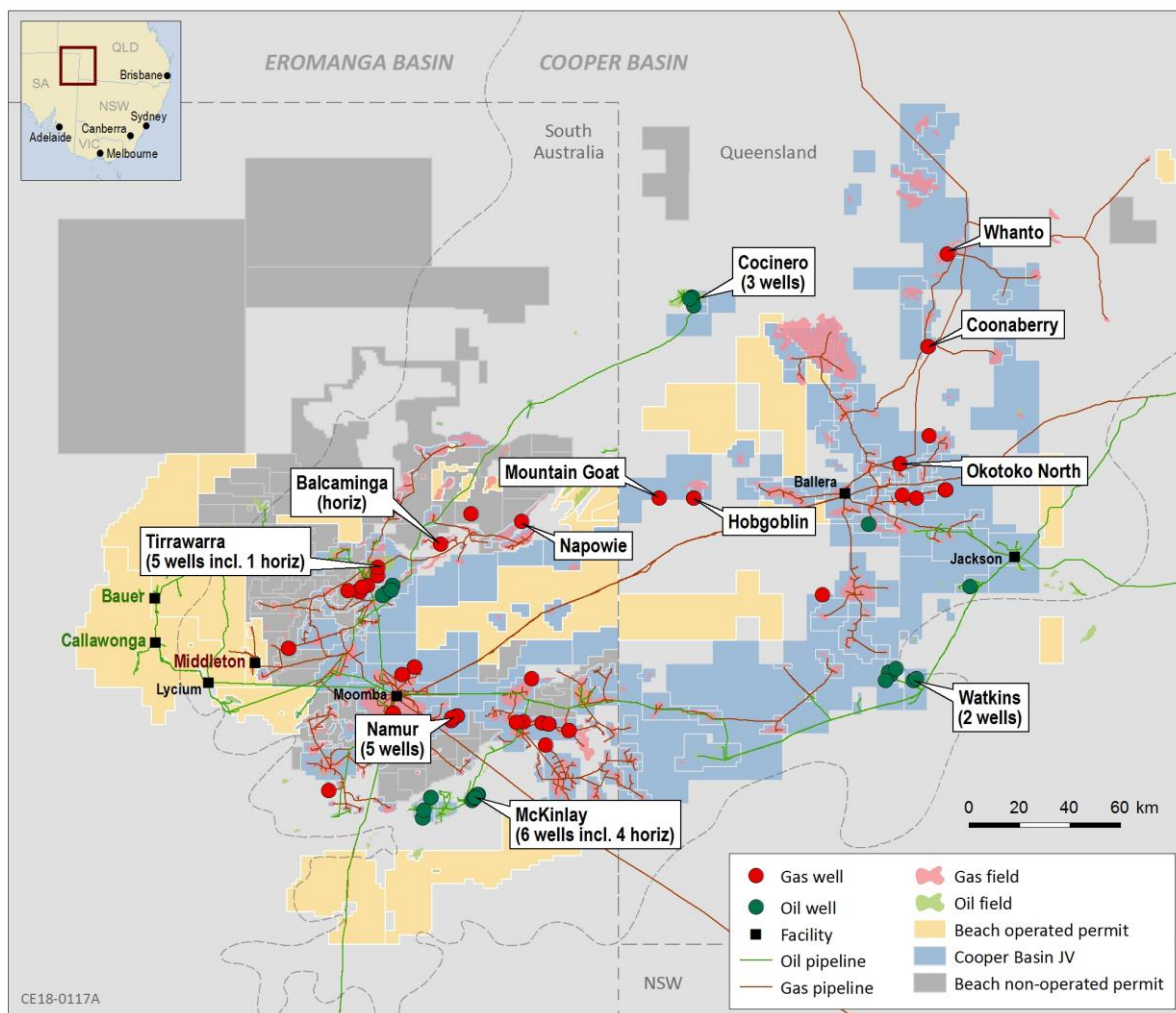 QLD
Brisbane
SA
NSW
Sydney
Canberra
Adelaide
VIC
Melbourne
EROMANGA BASIN
COOPER BASIN
South
Australia
Queensland
Whanto
Cocinero
(3 wells)
Coonaberry
Mountain Goat
Balcaminga
(horiz)
Okotoko North
Ballera
Hobgoblin
Napowie
Tirrawarra
(5 wells incl. 1 horiz)
Jackson
Bauer
Callawonga
Middleton
Lycium
Moomba
Watkins
(2 wells)
Namur
(5 wells)
McKinlay
(6 wells incl. 4 horiz)
0 20 40 60 km
Gas well
Oil well
Facility
Oil pipeline
Gas pipeline
Gas field
Oil field
Beach operated permit
Cooper Basin JV
Beach non-operated permit
NSW
CE18-0117A